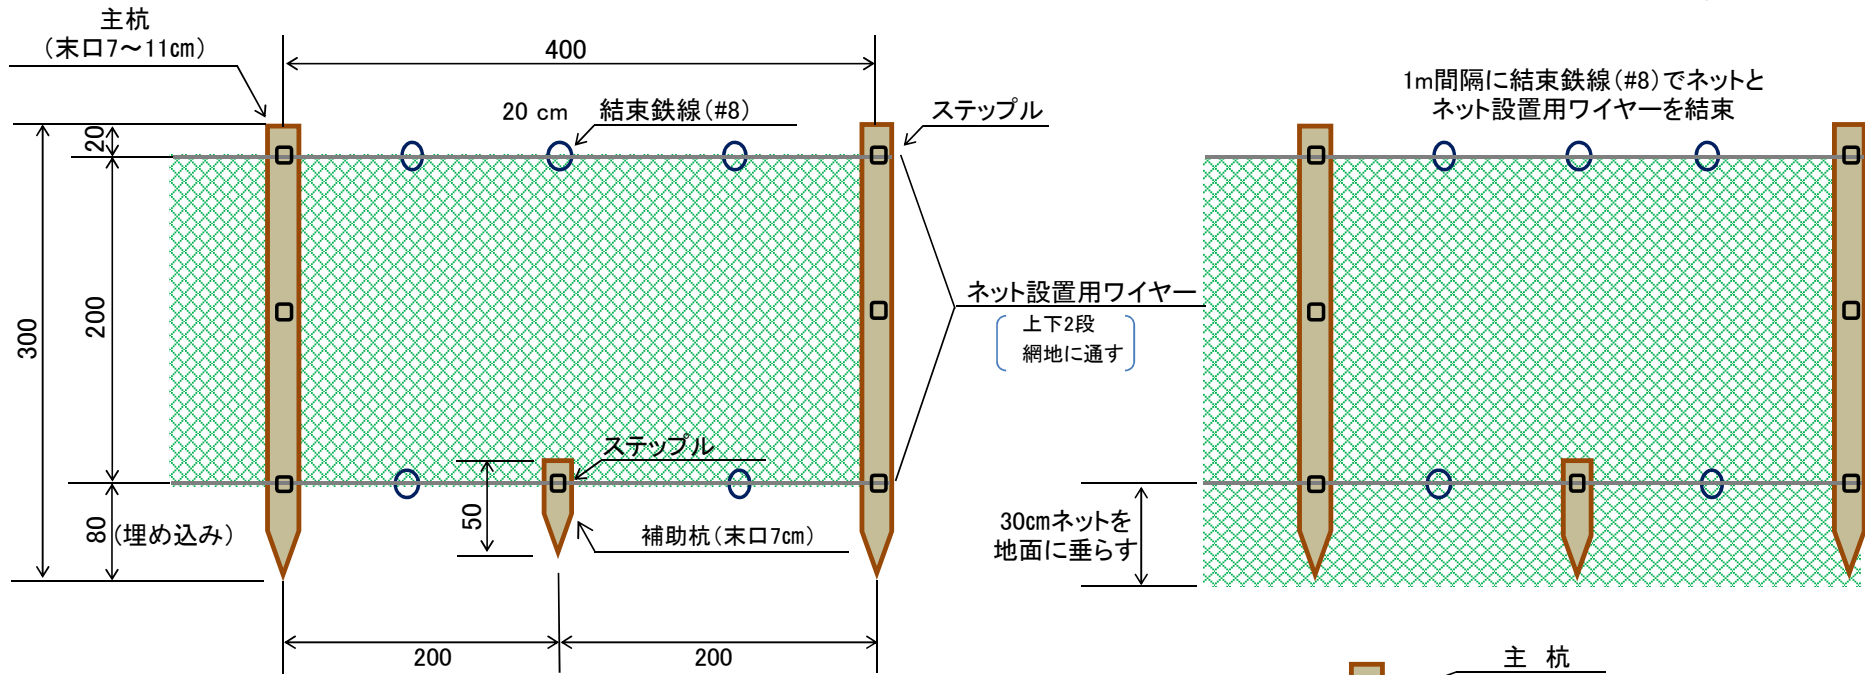 主杭
（末口7～11cm）
400
20 cm
結束鉄線（#8）
ステップル
20
200
300
80
（埋め込み）
ステップル
50
補助杭（末口7cm）
200
200
ネット設置用ワイヤー
上下2段
網地に通す
1m間隔に結束鉄線（#8）でネットと
ネット設置用ワイヤーを結束
30cmネットを
地面に垂らす
主 杭